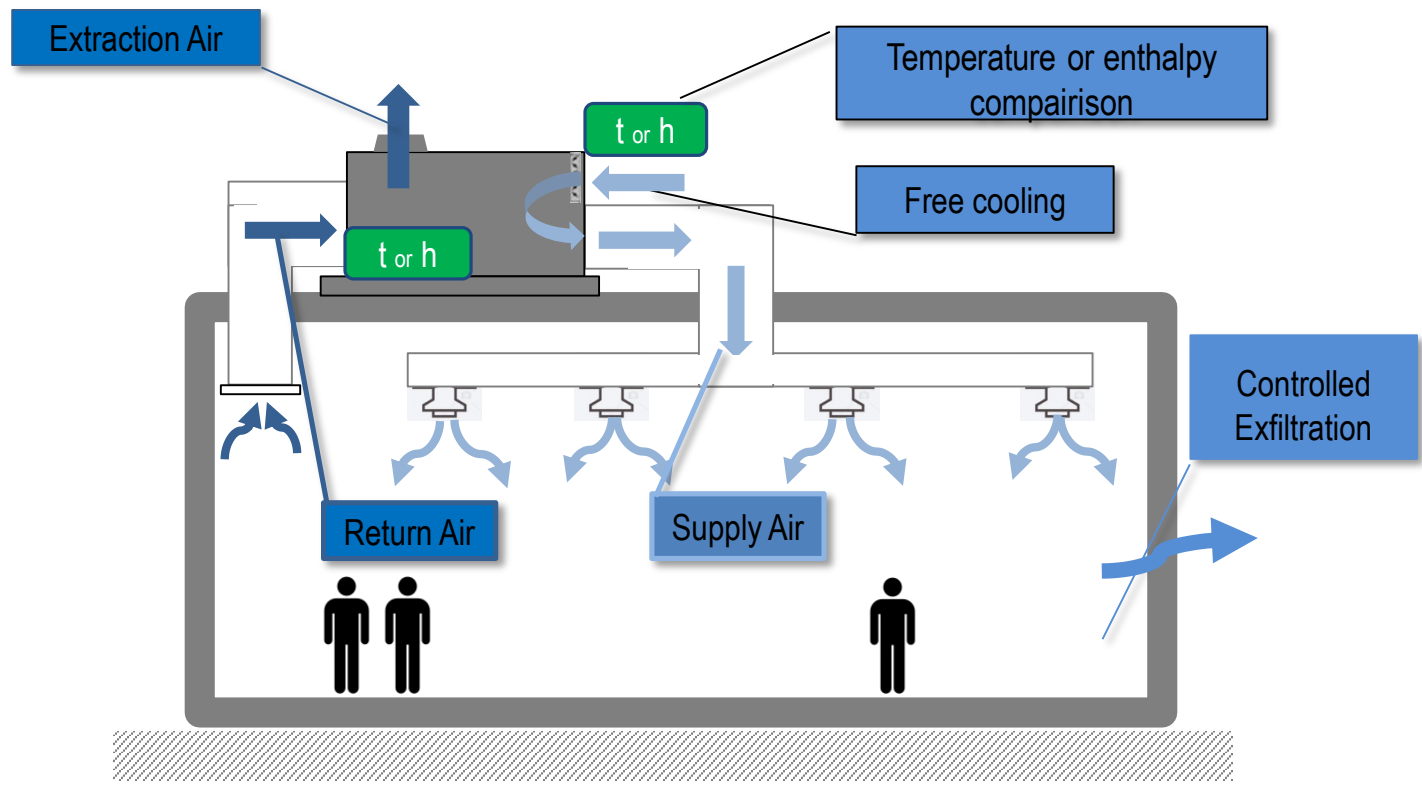 Extraction Air
Temperature or enthalpy
compairison
t or h
Free cooling
t or h
Controlled
Exfiltration
Return Air
Supply Air